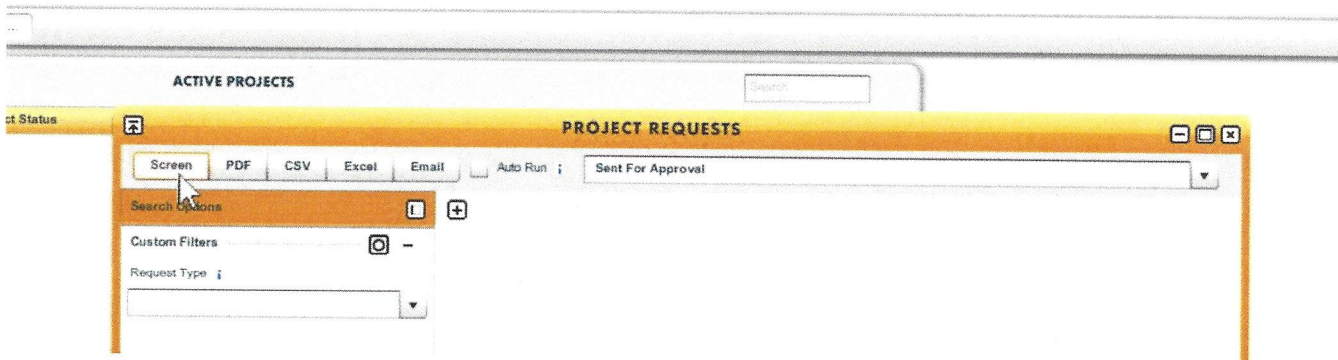 ...
ACTIVE PROJECTS
Search
ct Status
PROJECT REQUESTS
Screen PDF CSV Excel Email Auto Run i Sent For Approval
Search Options
Custom Filters
Request Type i